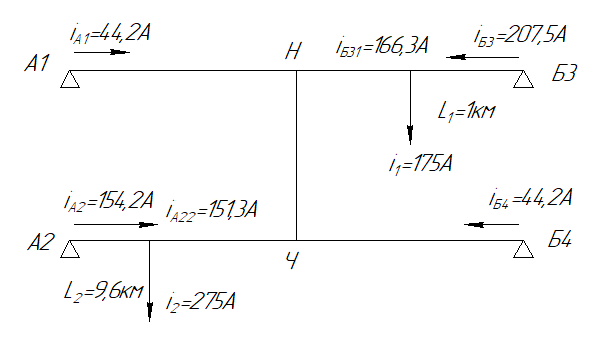 iА1=44,2А
iБ3=207,5А
А1
Н
iБ31=166,3А
Б3
L1=1км
i1=175А
iА2=154,2А
iА22=151,3А
iБ4=44,2А
А2
Б4
Ч
L2=9,6км
i2=275А